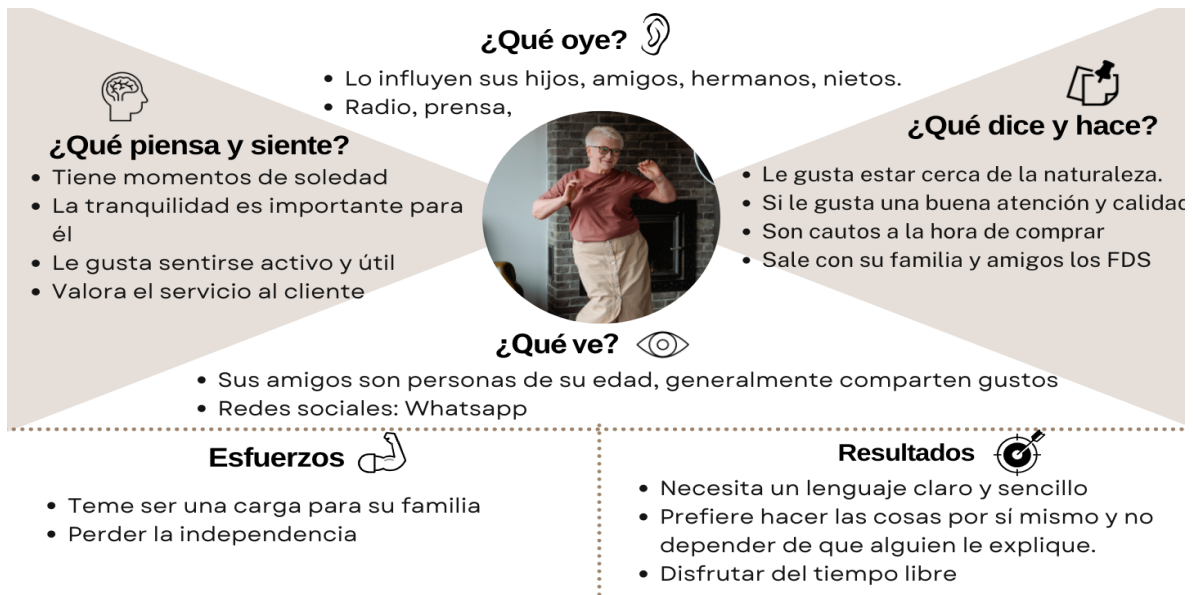 ¿Qué oye?
• Lo influyen sus hijos, amigos, hermanos, nietos.
• Radio, prensa,
¿Qué piensa y siente?
• Tiene momentos de soledad
• La tranquilidad es importante para
él
• Le gusta sentirse activo y útil
• Valora el servicio al cliente
¿Qué dice y hace?
• Le gusta estar cerca de la naturaleza.
• Si le gusta una buena atención y calidad
• Son cautos a la hora de comprar
• Sale con su familia y amigos los FDS
¿Qué ve?
• Sus amigos son personas de su edad, generalmente comparten gustos
• Redes sociales: Whatsapp
Esfuerzos
• Teme ser una carga para su familia
• Perder la independencia
Resultados
• Necesita un lenguaje claro y sencillo
• Prefiere hacer las cosas por sí mismo y no
depender de que alguien le explique.
• Disfrutar del tiempo libre